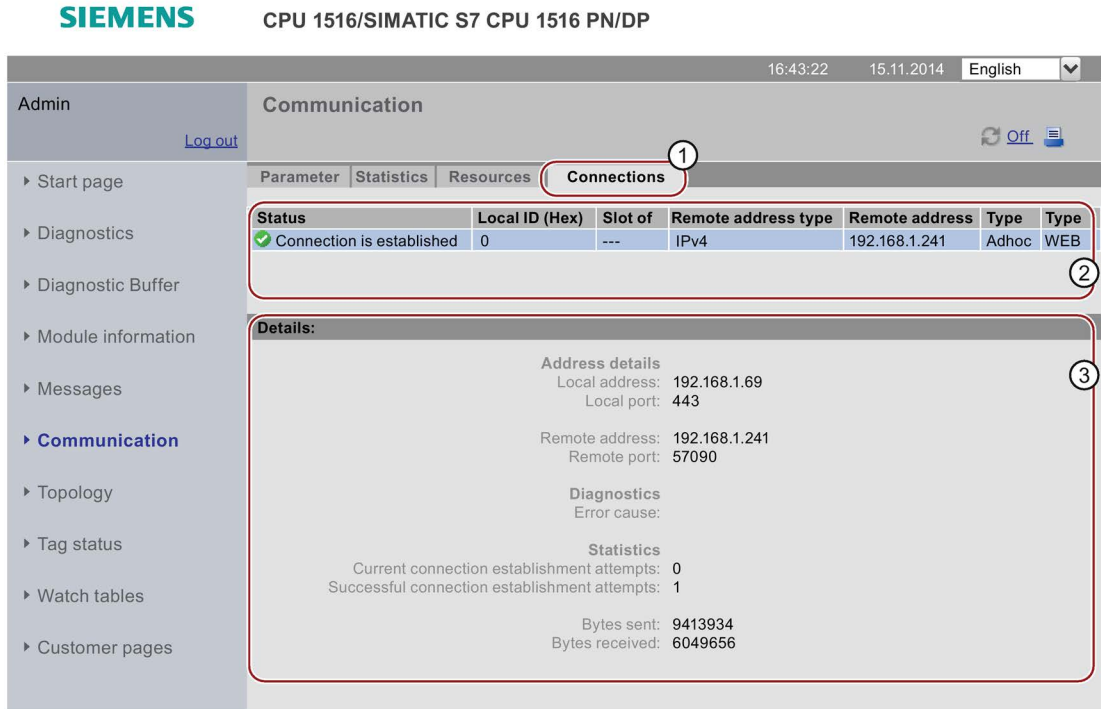 SIEMENS CPU 1516/SIMATIC S7 CPU 1516 PN/DP
16:43:22 15.11.2014 English
Admin
Log out
Communication
Off
Start page
Diagnostics
Diagnostic Buffer
Module information
Messages
Communication
Topology
Tag status
Watch tables
Customer pages
Parameter Statistics Resources Connections 1
Status Local ID (Hex) Slot of Remote address type Remote address Type Type
Connection is established 0 --- IPv4 192.168.1.241 Adhoc WEB
2
Details:
3
Address details
Local address: 192.168.1.69
Local port: 443
Remote address: 192.168.1.241
Remote port: 57090
Diagnostics
Error cause:
Statistics
Current connection establishment attempts: 0
Successful connection establishment attempts: 1
Bytes sent: 9413934
Bytes received: 6049656